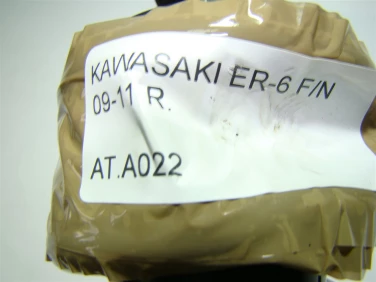 KAWASAKI ER-6 F/N
09-11 R.
AT.A022